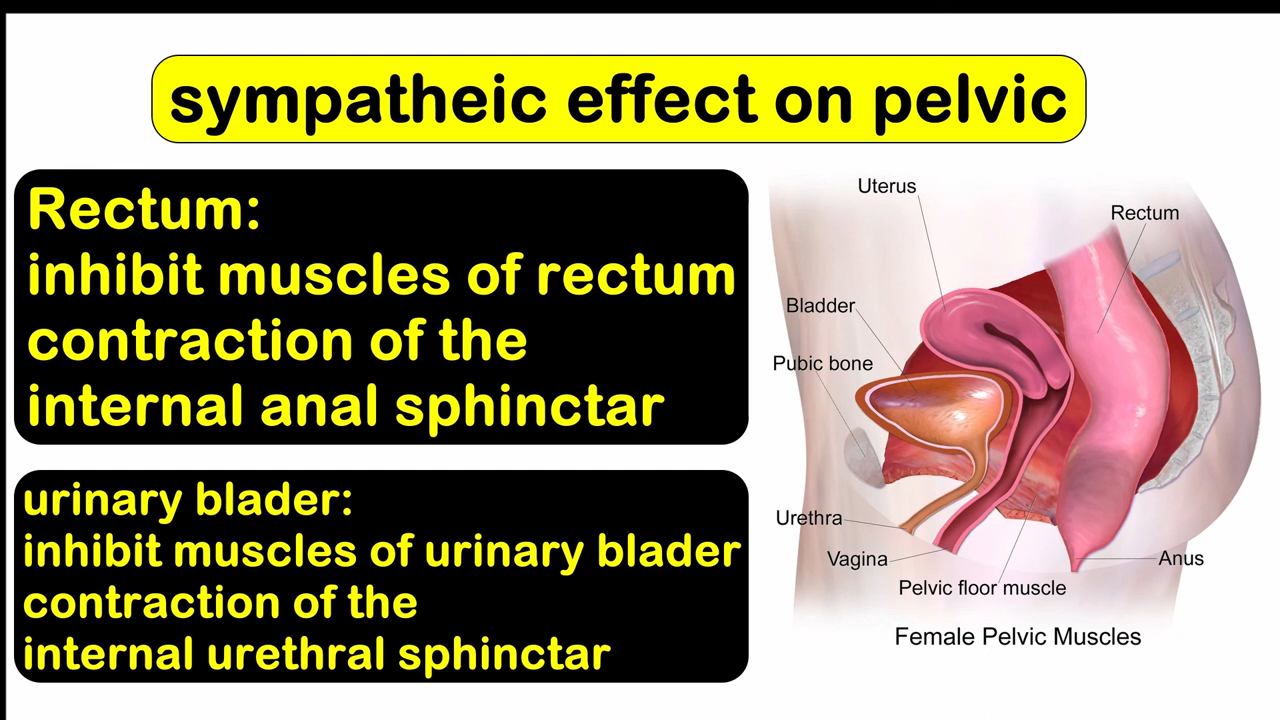 sympatheic effect on pelvic
Rectum:
inhibit muscles of rectum
contraction of the
internal anal sphinctar
urinary blader:
inhibit muscles of urinary blader
contraction of the
internal urethral sphinctar
Uterus
Rectum
Bladder
Pubic bone
Urethra
Vagina
Pelvic floor muscle
Anus
Female Pelvic Muscles